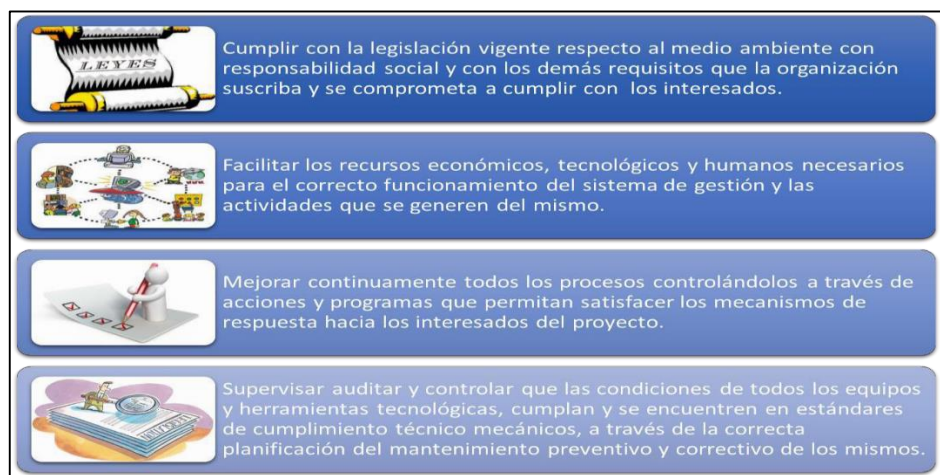 LEYES
Cumplir con la legislación vigente respecto al medio ambiente con
responsabilidad social y con los demás requisitos que la organización
suscriba y se comprometa a cumplir con los interesados.
Facilitar los recursos económicos, tecnológicos y humanos necesarios
para el correcto funcionamiento del sistema de gestión y las
actividades que se generen del mismo.
Mejorar continuamente todos los procesos controlándolos a través de
acciones y programas que permitan satisfacer los mecanismos de
respuesta hacia los interesados del proyecto.
Supervisar auditar y controlar que las condiciones de todos los equipos
y herramientas tecnológicas, cumplan y se encuentren en estándares
de cumplimiento técnico mecánicos, a través de la correcta
planificación del mantenimiento preventivo y correctivo de los mismos.